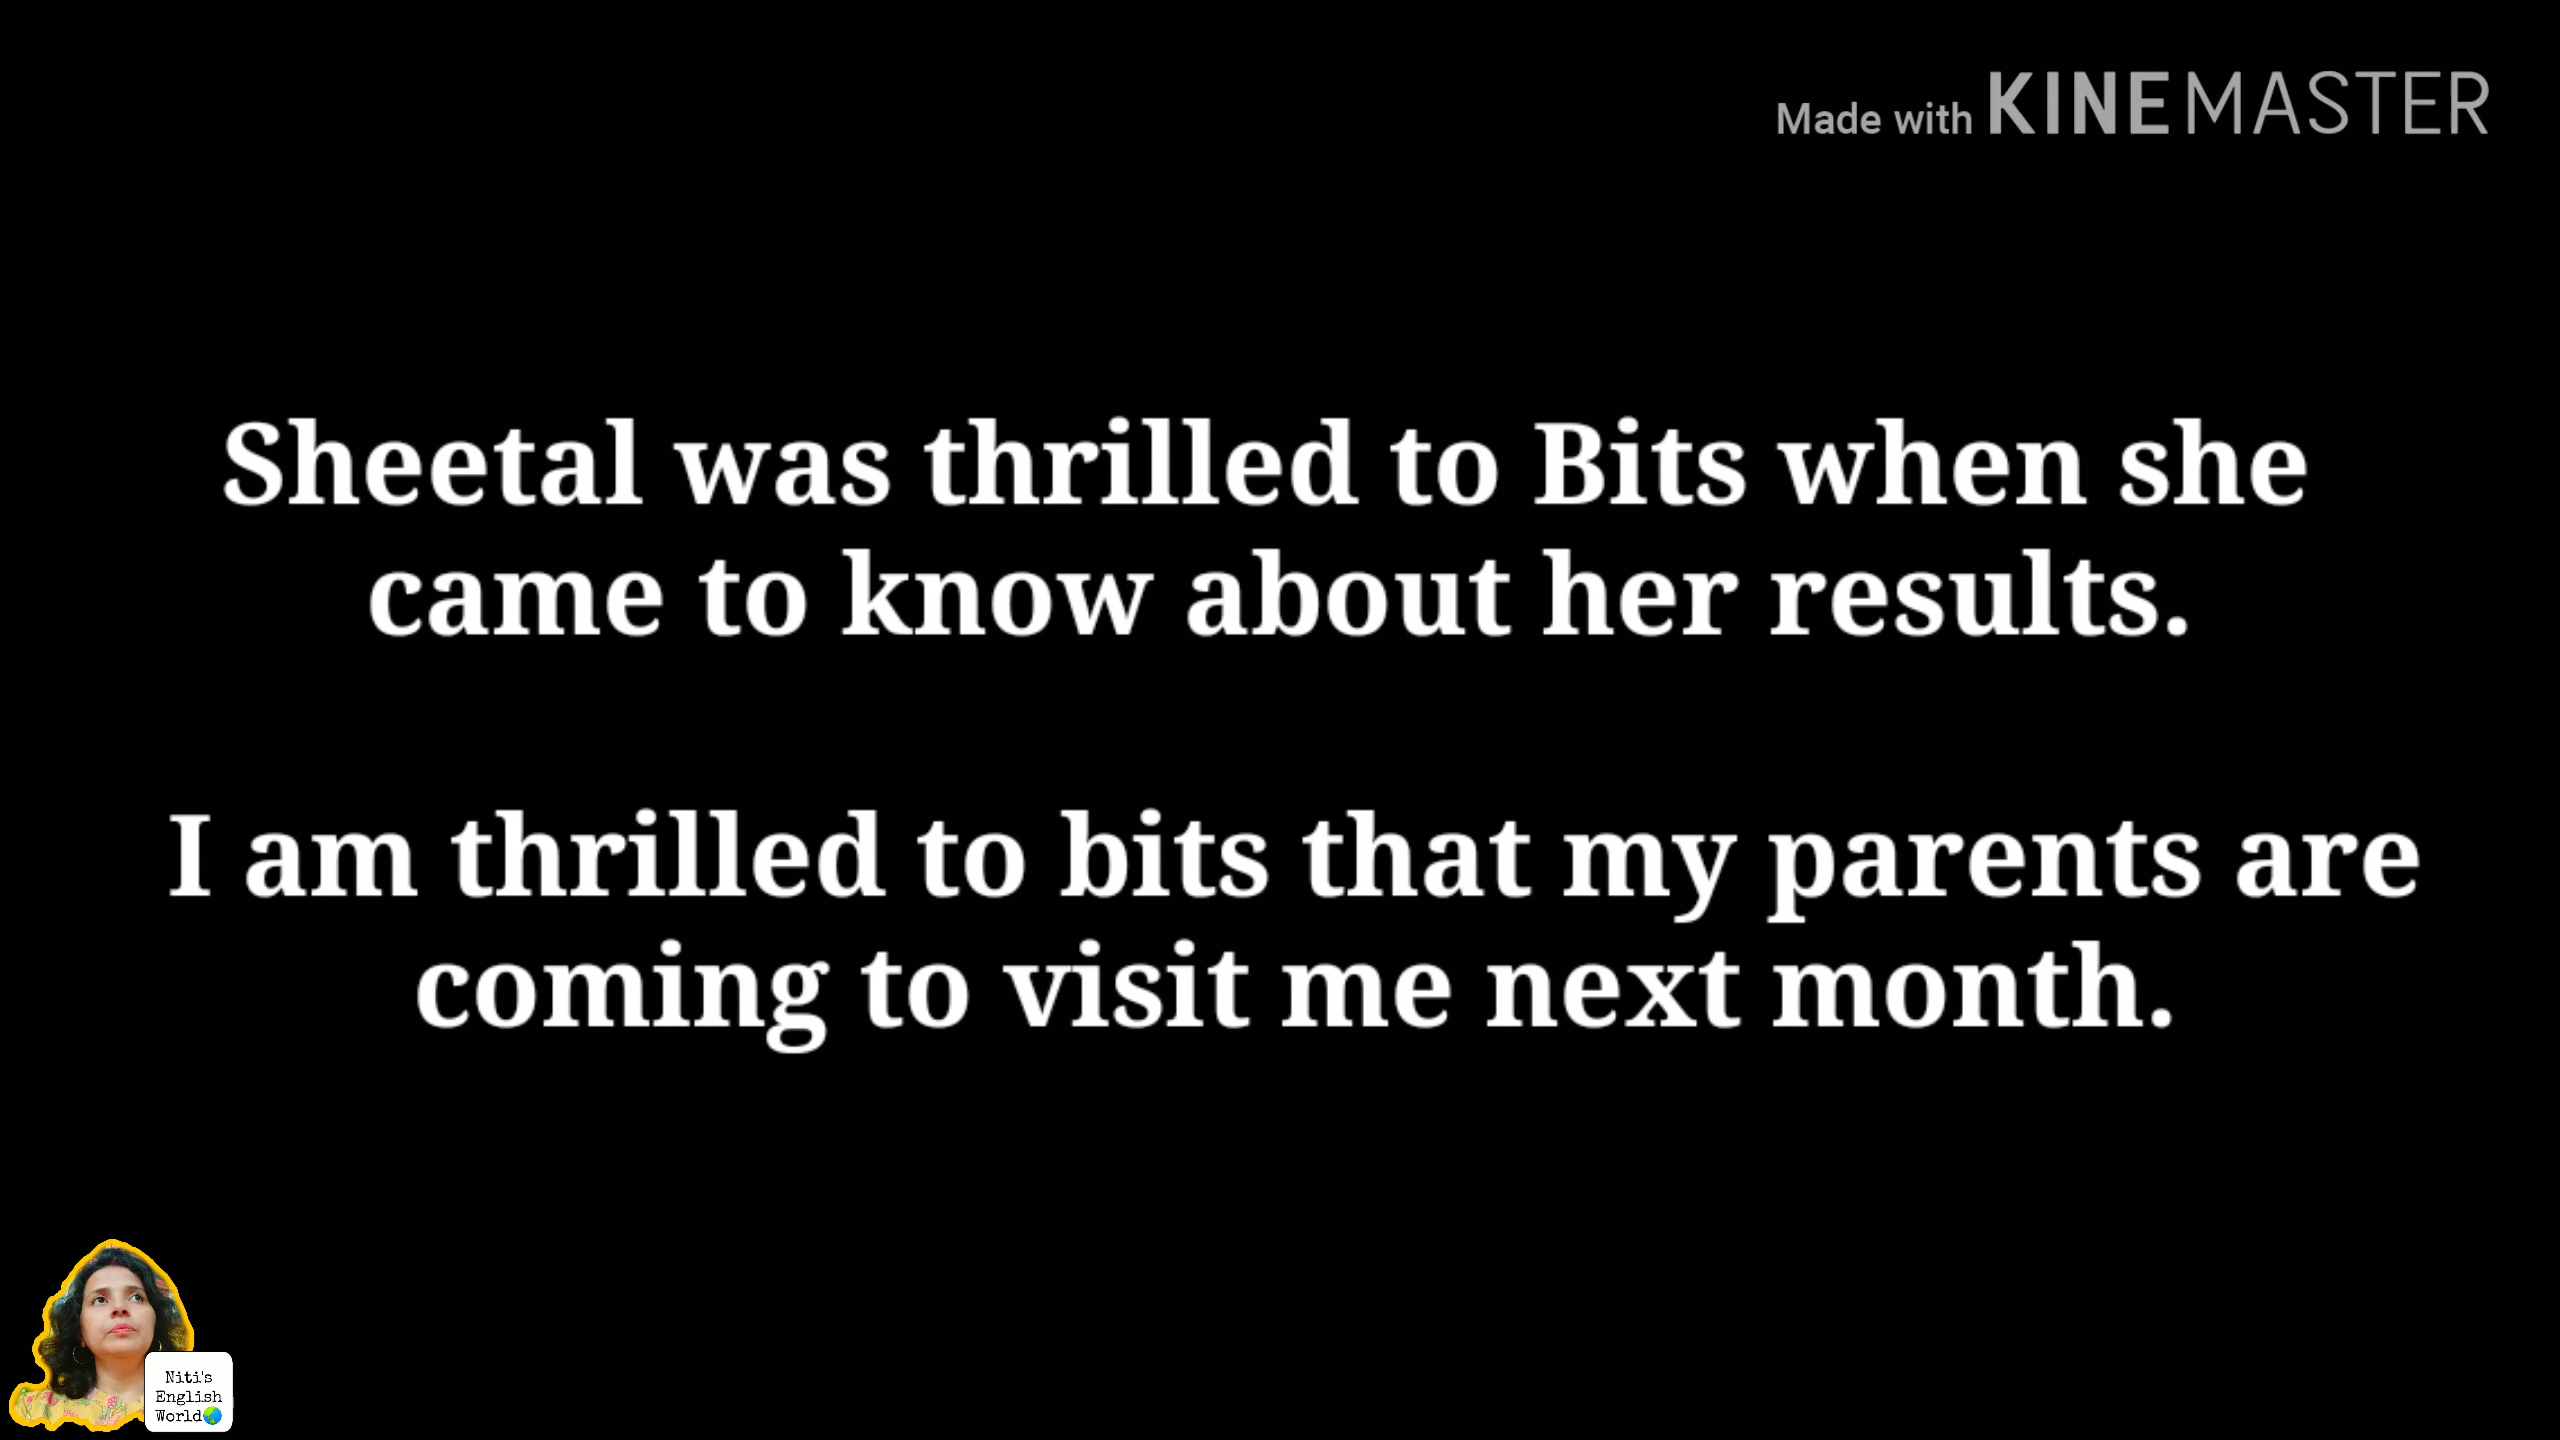 Made with KINEMASTER
Sheetal was thrilled to Bits when she
came to know about her results.
I am thrilled to bits that my parents are
coming to visit me next month.
Niti's
English
World